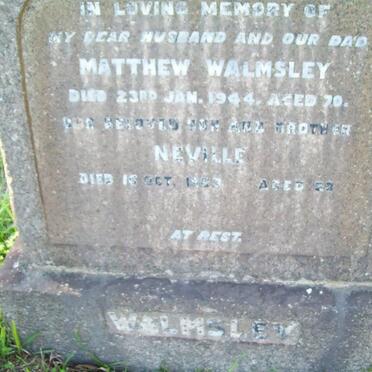 IN LOVING MEMORY OF
MY DEAR HUSBAND AND OUR DAD
MATTHEW WALMSLEY
DIED 23RD JAN. 1944. AGED 70.
OUR BELOVED SON AND BROTHER
NEVILLE
DIED OCT. AGED
AT REST.
WALMSLEY